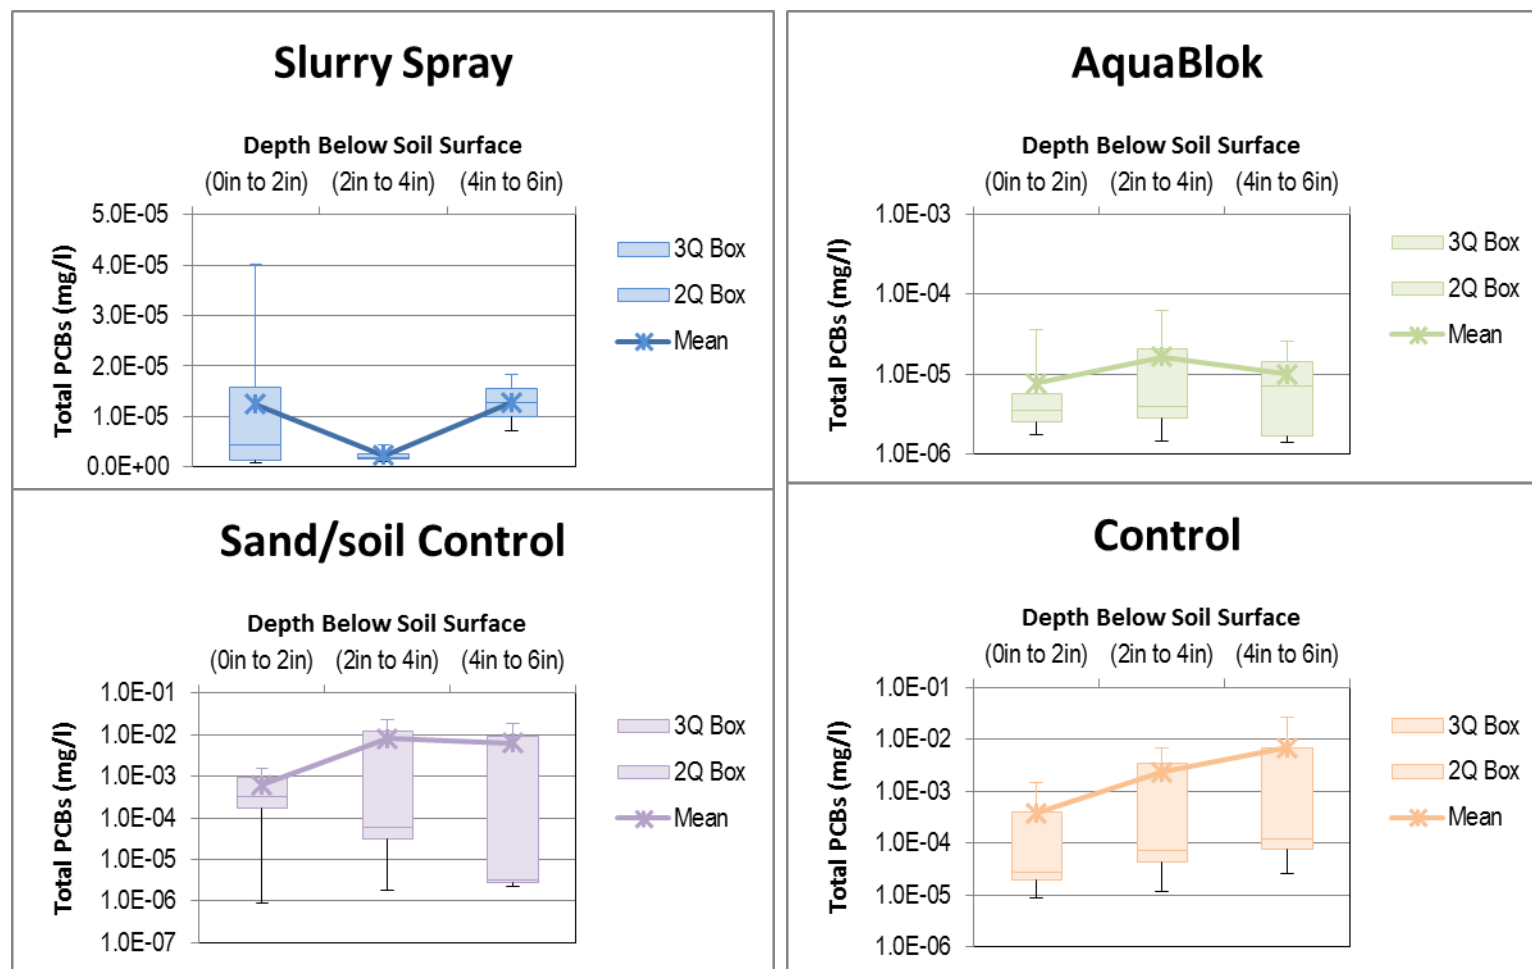 Slurry Spray
Depth Below Soil Surface
(0in to 2in) (2in to 4in) (4in to 6in)
Total PCBs (mg/l)
5.0E-05
4.0E-05
3.0E-05
2.0E-05
1.0E-05
0.0E+00
3Q Box
2Q Box
Mean
AquaBlok
Depth Below Soil Surface
(0in to 2in) (2in to 4in) (4in to 6in)
Total PCBs (mg/l)
1.0E-03
1.0E-04
1.0E-05
1.0E-06
3Q Box
2Q Box
Mean
Sand/soil Control
Depth Below Soil Surface
(0in to 2in) (2in to 4in) (4in to 6in)
Total PCBs (mg/l)
1.0E-01
1.0E-02
1.0E-03
1.0E-04
1.0E-05
1.0E-06
1.0E-07
3Q Box
2Q Box
Mean
Control
Depth Below Soil Surface
(0in to 2in) (2in to 4in) (4in to 6in)
Total PCBs (mg/l)
1.0E-01
1.0E-02
1.0E-03
1.0E-04
1.0E-05
1.0E-06
3Q Box
2Q Box
Mean